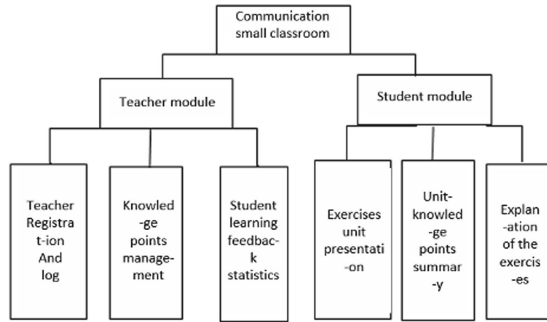 Communication
small classroom
Teacher module
Student module
Teacher
Registra
t-ion
And
log
Knowled
-ge
points
manage-
ment
Student
learning
feedbac-
k
statistics
Exercises
unit
presentati
-on
Unit-
knowled
-ge
points
summar
-y
Explan
-ation
of the
exercis
-es